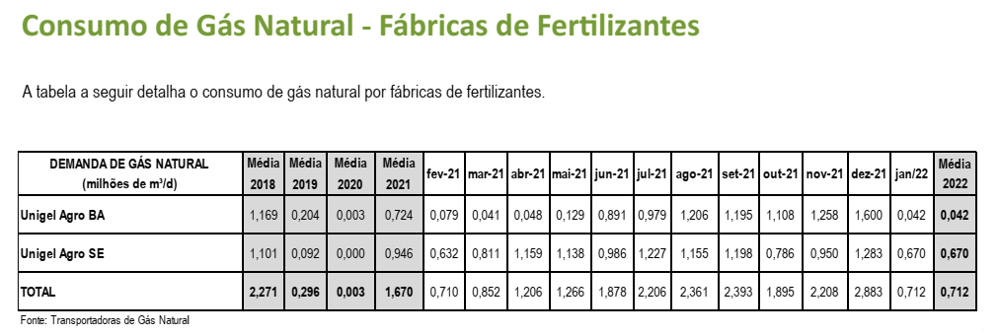 Consumo de Gás Natural - Fábricas de Fertilizantes
A tabela a seguir detalha o consumo de gás natural por fábricas de fertilizantes.
DEMANDA DE GÁS NATURAL (milhões de m³/d) Média 2018 Média 2019 Média 2020 Média 2021 fev-21 mar-21 abr-21 mai-21 jun-21 jul-21 ago-21 set-21 out-21 nov-21 dez-21 jan/22 Média 2022
Unigel Agro BA 1,169 0,204 0,003 0,724 0,079 0,041 0,048 0,129 0,891 0,979 1,206 1,195 1,108 1,258 1,600 0,042 0,042
Unigel Agro SE 1,101 0,092 0,000 0,946 0,632 0,811 1,159 1,138 0,986 1,227 1,155 1,198 0,786 0,950 1,283 0,670 0,670
TOTAL 2,271 0,296 0,003 1,670 0,710 0,852 1,206 1,266 1,878 2,206 2,361 2,393 1,895 2,208 2,883 0,712 0,712
Fonte: Transportadoras de Gás Natural